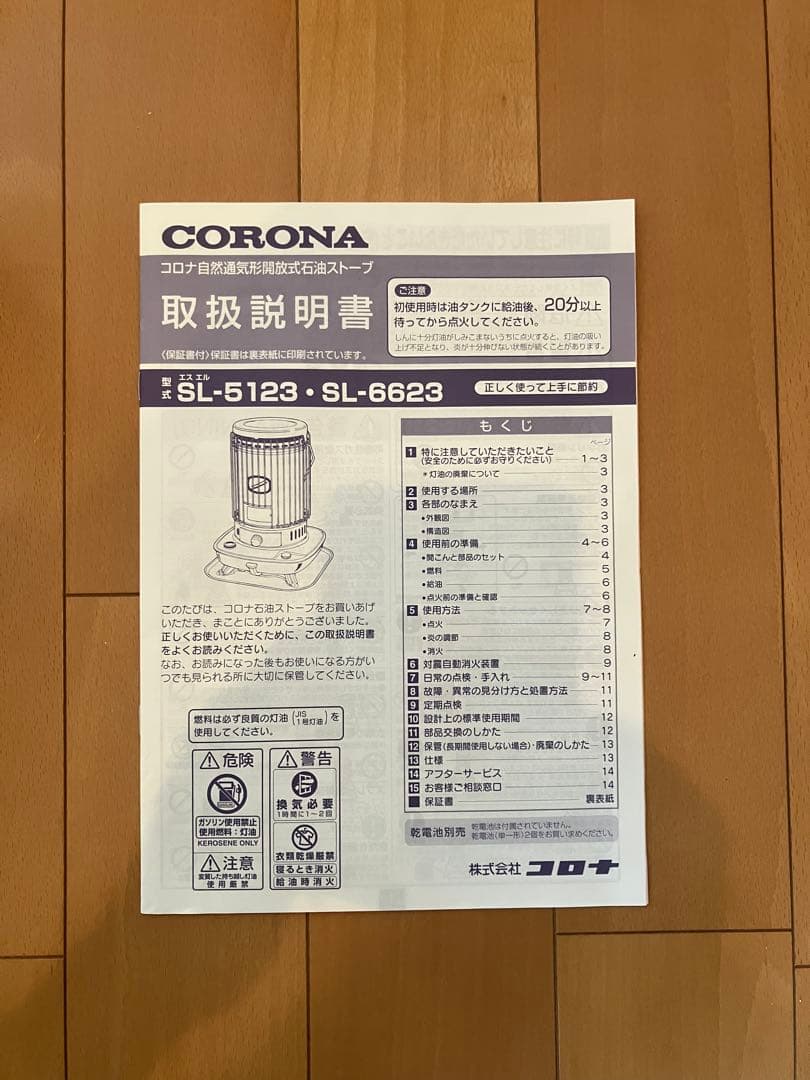 CORONA
コロナ自然通気形開放式石油ストーブ
取扱説明書
〈保証書付〉保証書は裏表紙に印刷されています。
ご注意
初使用時は油タンクに給油後、20分以上
待ってから点火してください。
しんに十分灯油がしみこまないうちに点火すると、灯油の吸い
上げ不足となり、炎が十分伸びない状態が続くことがあります。
型式 エス エル SL-5123・SL-6623
正しく使って上手に節約
このたびは、コロナ石油ストーブをお買いあげ
いただき、まことにありがとうございました。
正しくお使いいただくために、この取扱説明書
をよくお読みください。
なお、お読みになった後もお使いになる方がい
つでも見られる所に大切に保管してください。
燃料は必ず良質の灯油(JIS 1号灯油)を
使用してください。
危険
ガソリン使用禁止
使用燃料：灯油
KEROSENE ONLY
注意
変質した持ち越し灯油
使用厳禁
警告
換気必要
1時間に1〜2回
衣類乾燥厳禁
寝るとき消火
給油時消火
もくじ
ページ
1 特に注意していただきたいこと
(安全のために必ずお守りください) 1〜3
＊灯油の廃棄について 3
2 使用する場所 3
3 各部のなまえ 3
●外観図 3
●構造図 3
4 使用前の準備 4〜6
●開こんと部品のセット 4
●燃料 5
●給油 6
●点火前の準備と確認 6
5 使用方法 7〜8
●点火 7
●炎の調節 8
●消火 8
6 対震自動消火装置 9
7 日常の点検・手入れ 9〜11
8 故障・異常の見分け方と処置方法 11
9 定期点検 11
10 設計上の標準使用期間 12
11 部品交換のしかた 12
12 保管(長期間使用しない場合)・廃棄のしかた 13
13 仕様 13
14 アフターサービス 14
15 お客様ご相談窓口 14
保証書 裏表紙
乾電池別売
乾電池は付属されていません。
乾電池(単一形)2個をお買い求めください。
株式会社 コロナ